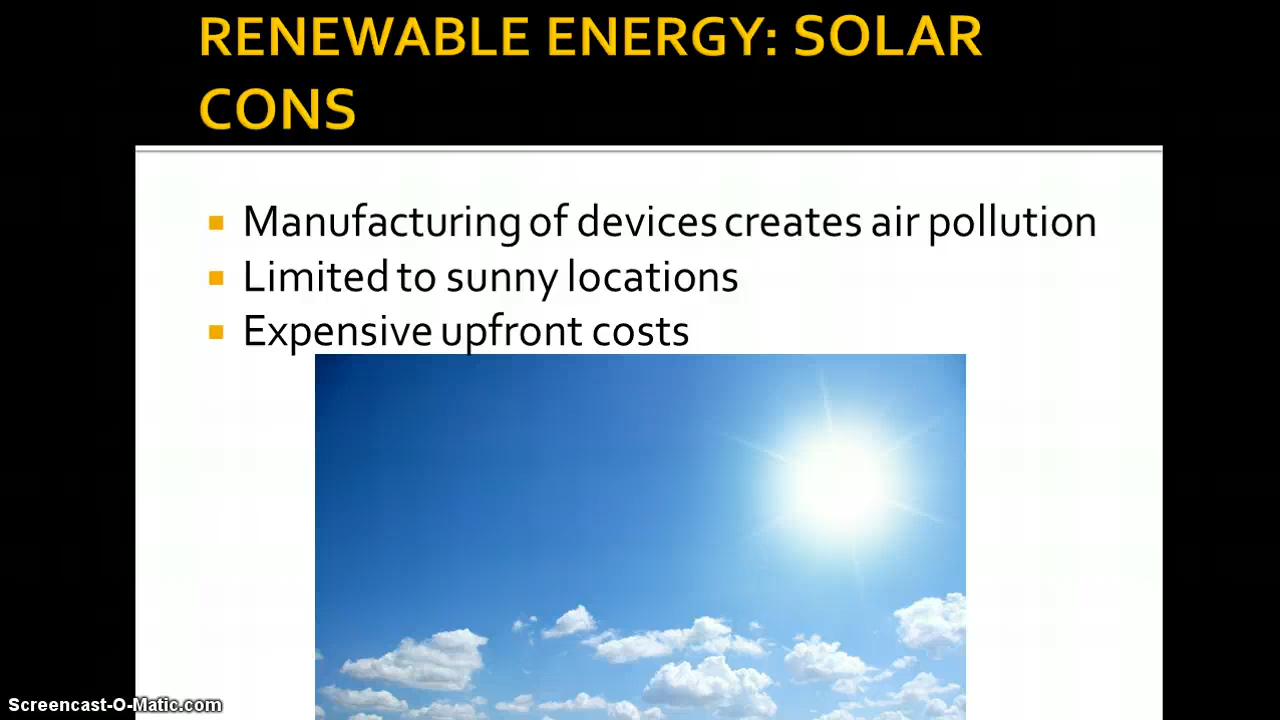 RENEWABLE ENERGY: SOLAR
CONS
Manufacturing of devices creates air pollution
Limited to sunny locations
Expensive upfront costs
Screencast-O-Matic.com